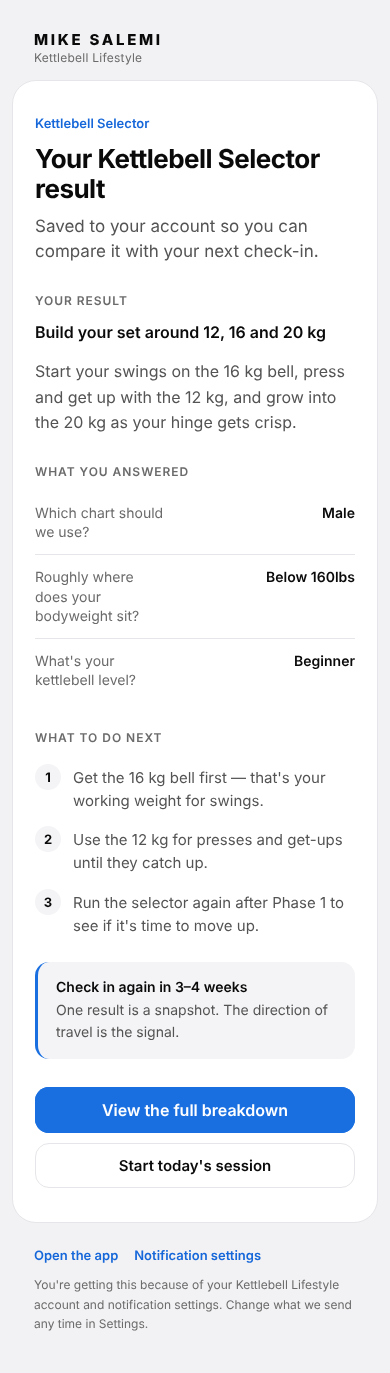 MIKE SALEMI
Kettlebell Lifestyle
Kettlebell Selector
Your Kettlebell Selector
result
Saved to your account so you can
compare it with your next check-in.
YOUR RESULT
Build your set around 12, 16 and 20 kg
Start your swings on the 16 kg bell, press
and get up with the 12 kg, and grow into
the 20 kg as your hinge gets crisp.
WHAT YOU ANSWERED
Which chart should
we use?
Male
Roughly where
does your
bodyweight sit?
Below 160lbs
What's your
kettlebell level?
Beginner
WHAT TO DO NEXT
1 Get the 16 kg bell first — that's your
working weight for swings.
2 Use the 12 kg for presses and get-ups
until they catch up.
3 Run the selector again after Phase 1 to
see if it's time to move up.
Check in again in 3–4 weeks
One result is a snapshot. The direction of
travel is the signal.
View the full breakdown
Start today's session
Open the app Notification settings
You're getting this because of your Kettlebell Lifestyle
account and notification settings. Change what we send
any time in Settings.